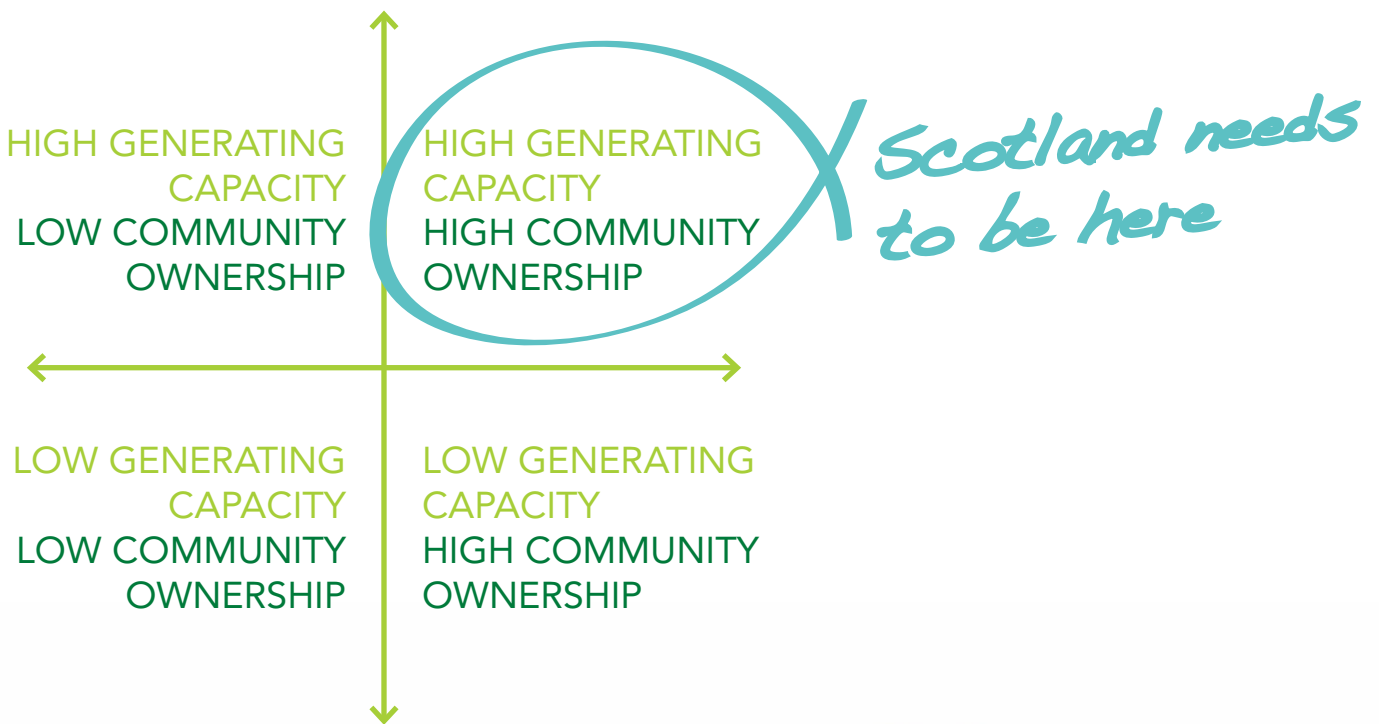 HIGH GENERATING
CAPACITY
LOW COMMUNITY
OWNERSHIP
HIGH GENERATING
CAPACITY
HIGH COMMUNITY
OWNERSHIP
Scotland needs
to be here
LOW GENERATING
CAPACITY
LOW COMMUNITY
OWNERSHIP
LOW GENERATING
CAPACITY
HIGH COMMUNITY
OWNERSHIP